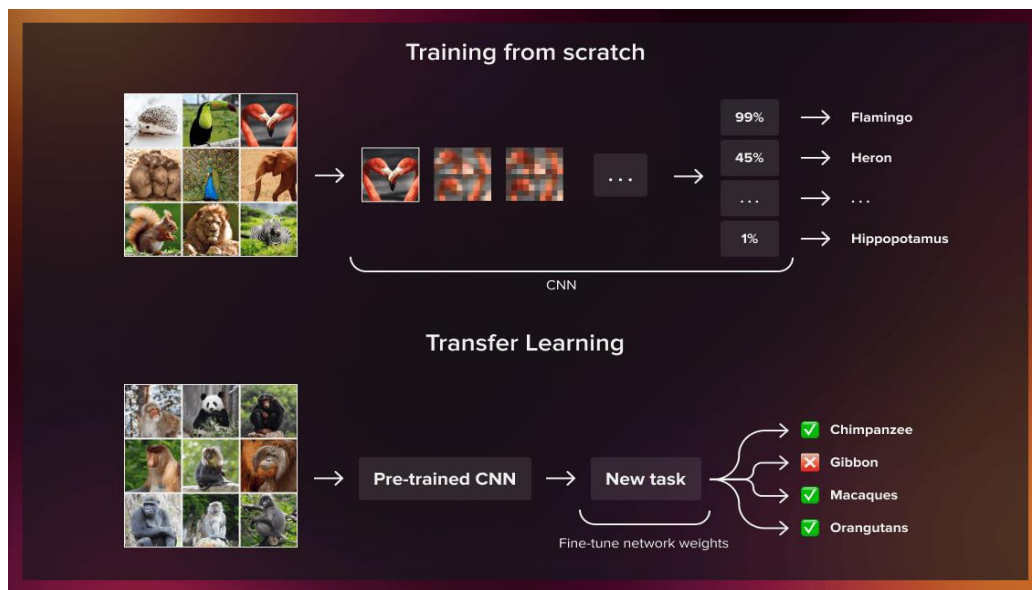 Training from scratch
99%
Flamingo
45%
Heron
...
...
...
1%
Hippopotamus
CNN
Transfer Learning
Chimpanzee
Gibbon
Pre-trained CNN
New task
Macaques
Orangutans
Fine-tune network weights